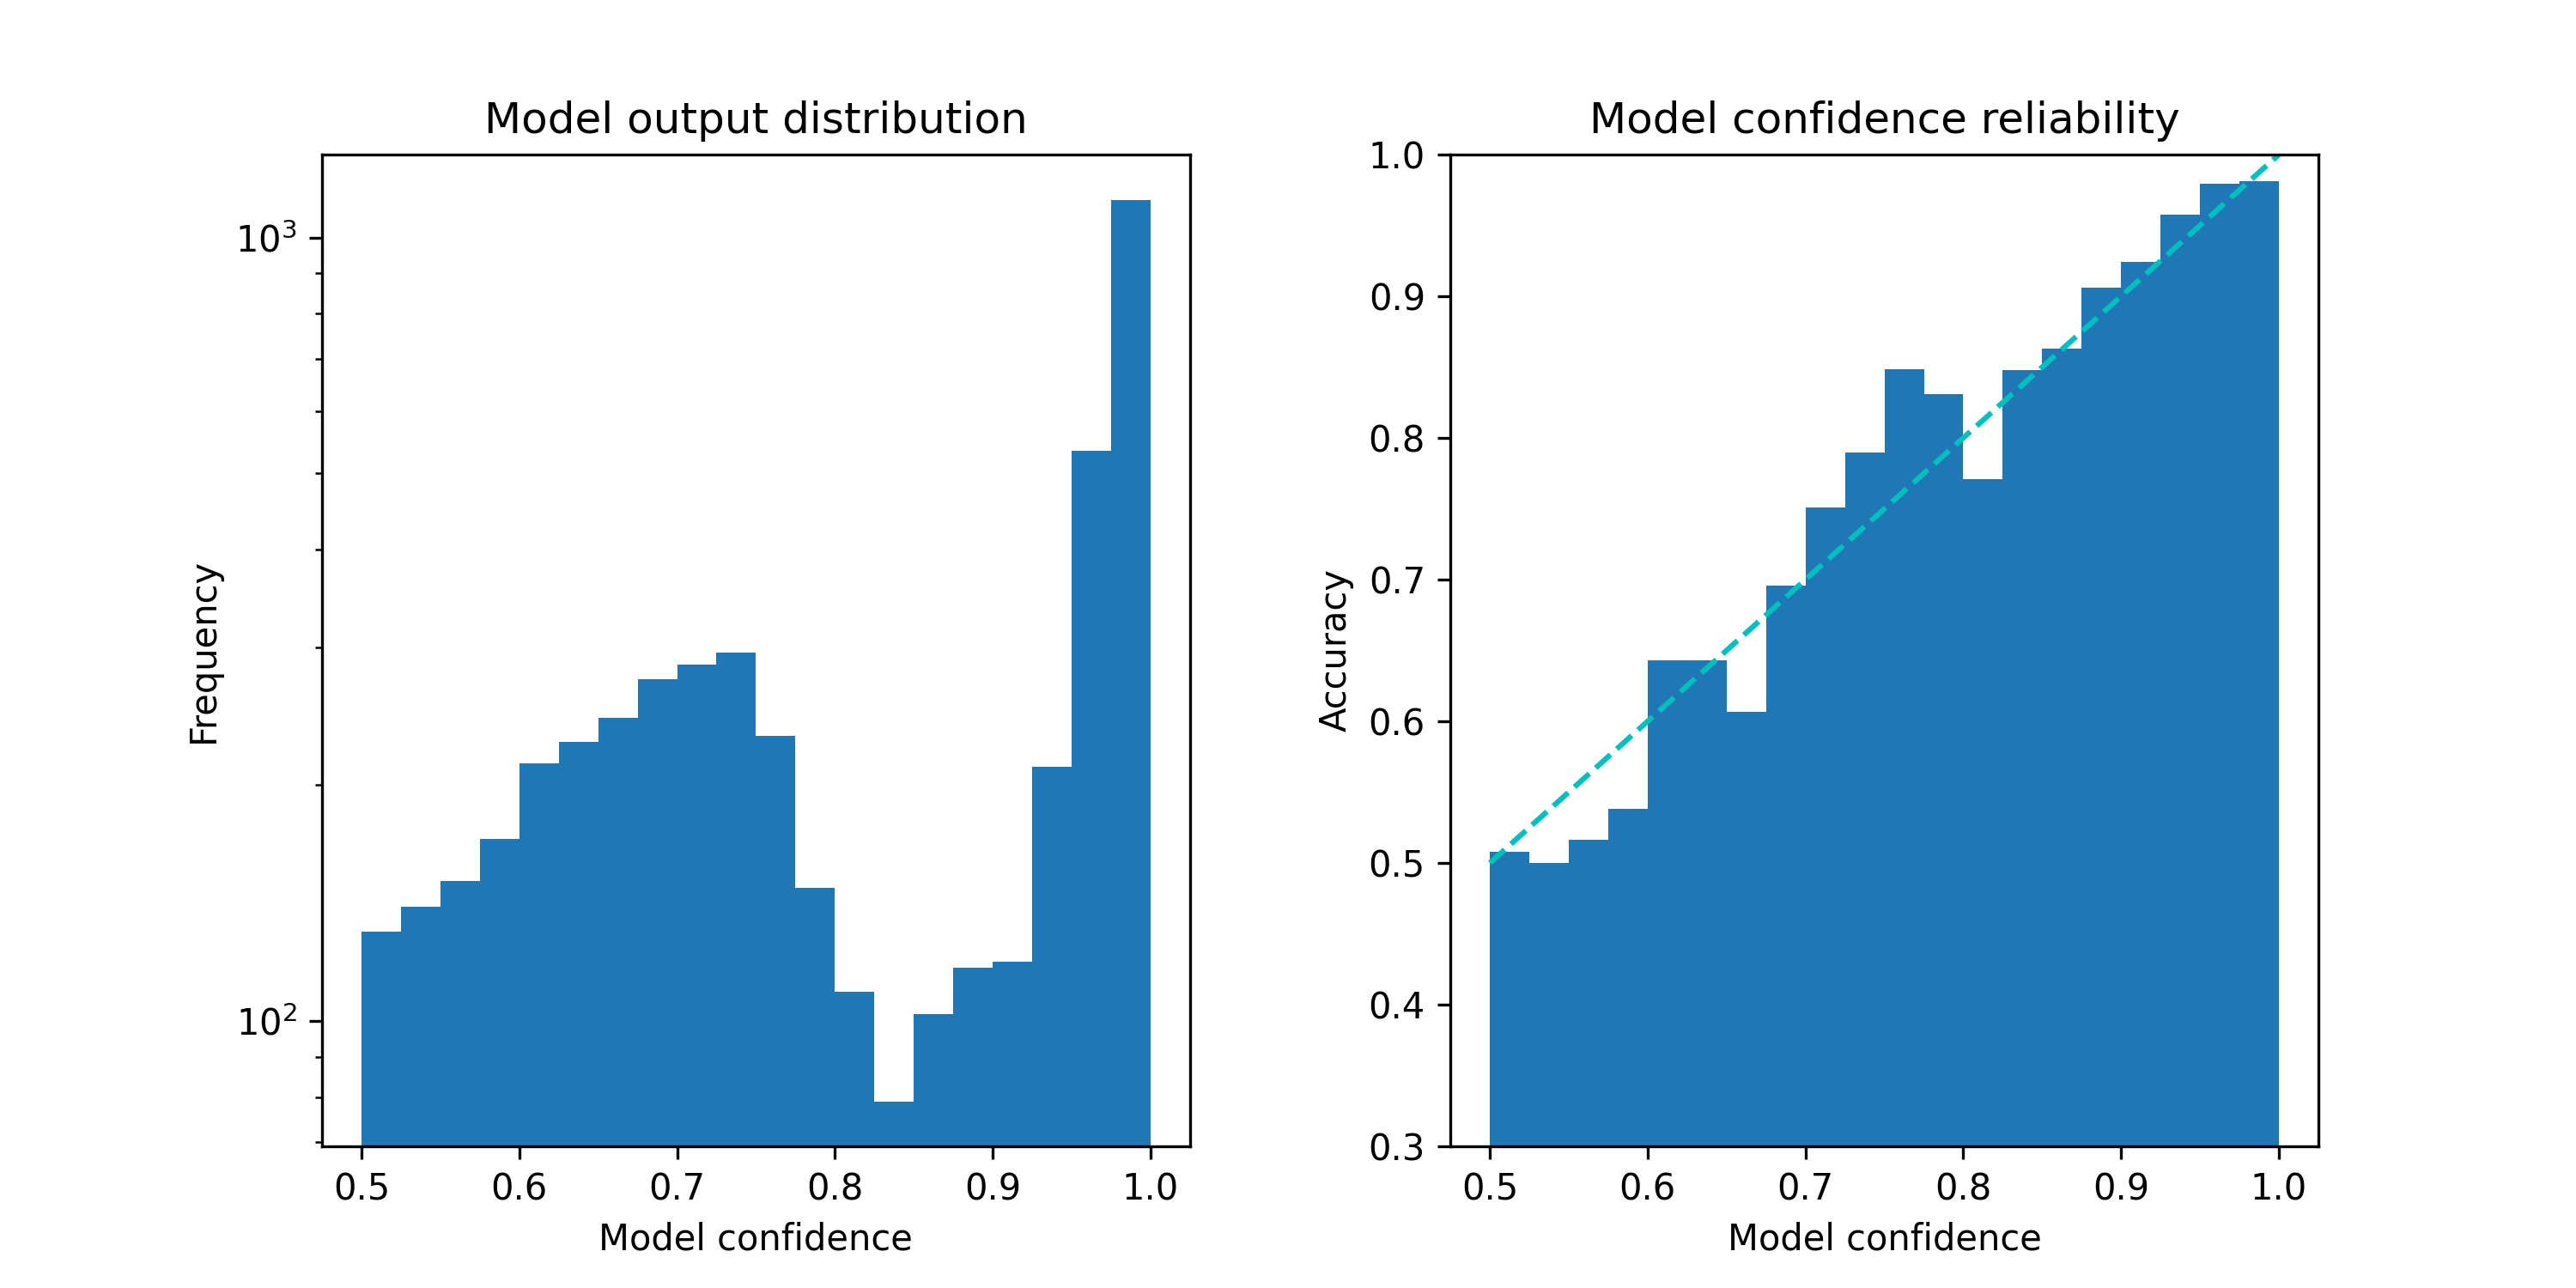 Model output distribution
10³
10²
Frequency
0.5 0.6 0.7 0.8 0.9 1.0
Model confidence
Model confidence reliability
1.0
0.9
0.8
0.7
0.6
0.5
0.4
0.3
Accuracy
0.5 0.6 0.7 0.8 0.9 1.0
Model confidence